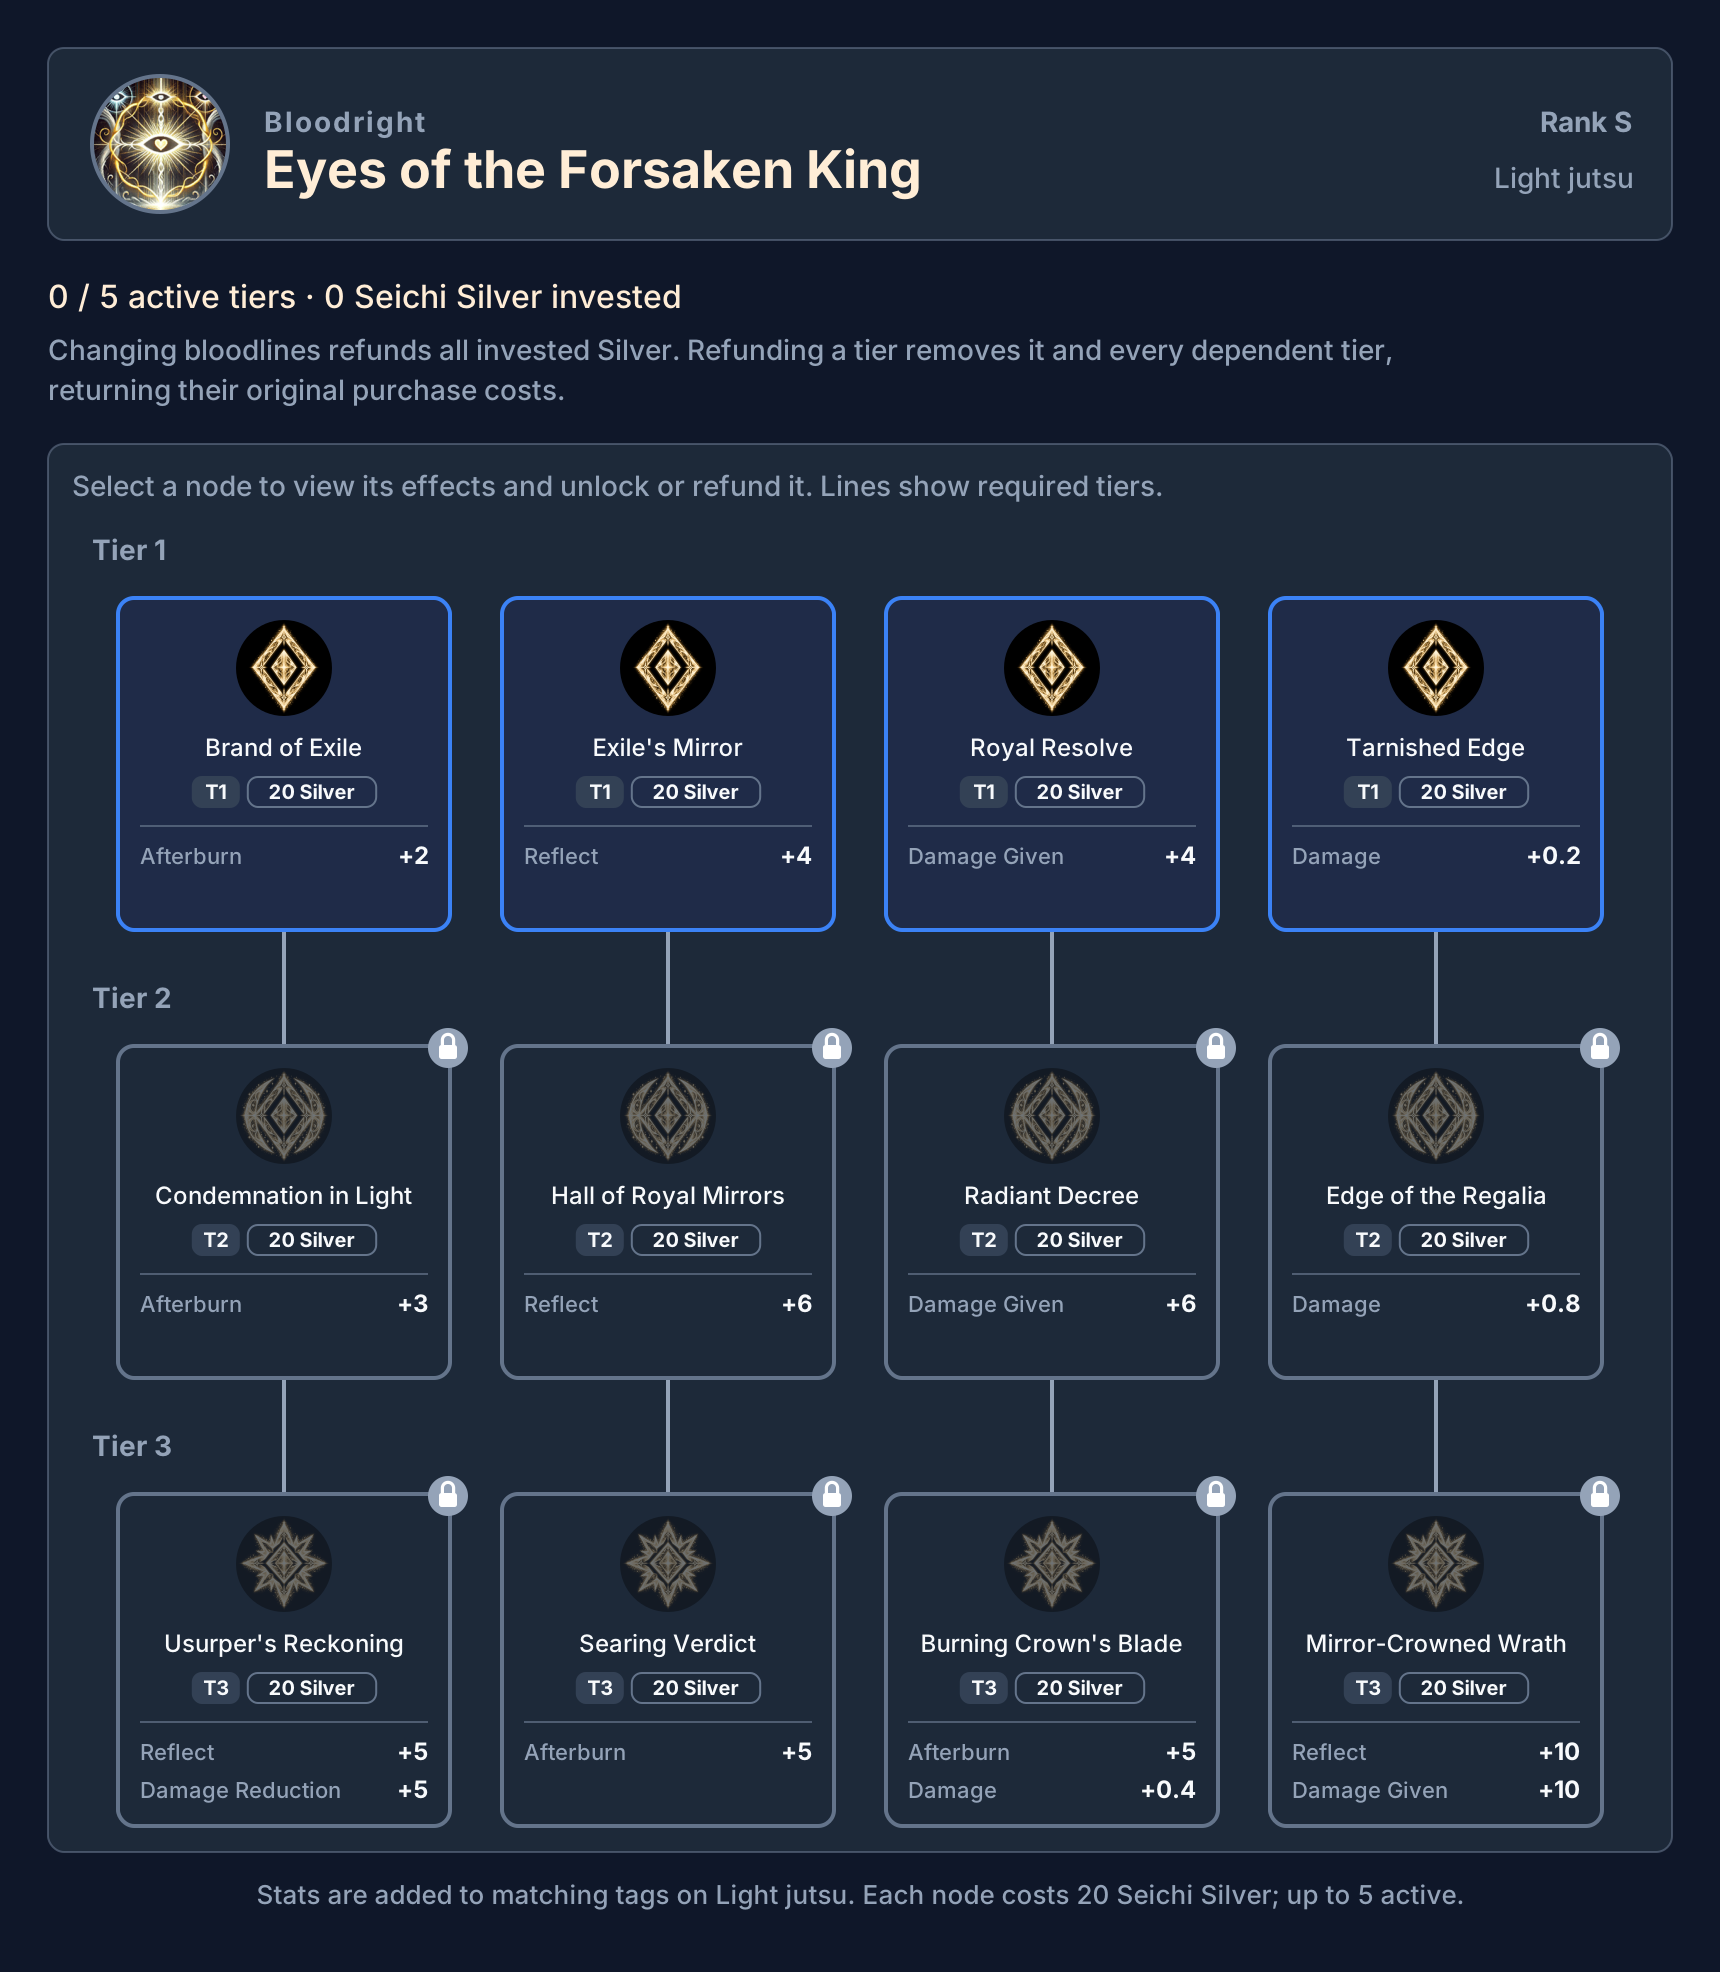 Bloodright
Eyes of the Forsaken King
Rank S
Light jutsu
0 / 5 active tiers · 0 Seichi Silver invested
Changing bloodlines refunds all invested Silver. Refunding a tier removes it and every dependent tier,
returning their original purchase costs.
Select a node to view its effects and unlock or refund it. Lines show required tiers.
Tier 1
Brand of Exile
T1 20 Silver
Afterburn +2
Exile's Mirror
T1 20 Silver
Reflect +4
Royal Resolve
T1 20 Silver
Damage Given +4
Tarnished Edge
T1 20 Silver
Damage +0.2
Tier 2
Condemnation in Light
T2 20 Silver
Afterburn +3
Hall of Royal Mirrors
T2 20 Silver
Reflect +6
Radiant Decree
T2 20 Silver
Damage Given +6
Edge of the Regalia
T2 20 Silver
Damage +0.8
Tier 3
Usurper's Reckoning
T3 20 Silver
Reflect +5
Damage Reduction +5
Searing Verdict
T3 20 Silver
Afterburn +5
Burning Crown's Blade
T3 20 Silver
Afterburn +5
Damage +0.4
Mirror-Crowned Wrath
T3 20 Silver
Reflect +10
Damage Given +10
Stats are added to matching tags on Light jutsu. Each node costs 20 Seichi Silver; up to 5 active.